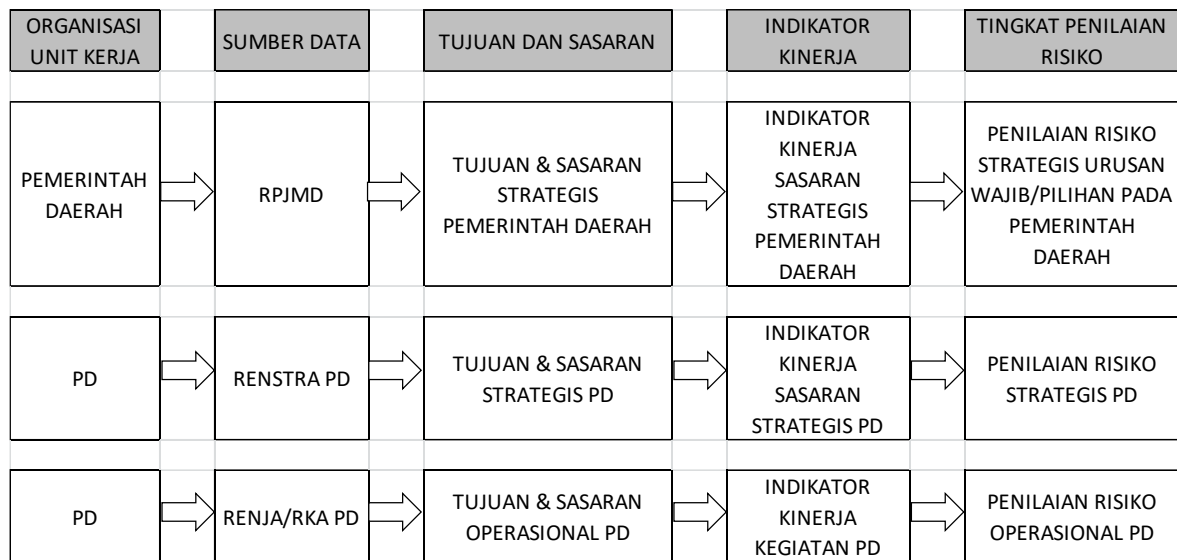 ORGANISASI
UNIT KERJA
SUMBER DATA
TUJUAN DAN SASARAN
INDIKATOR
KINERJA
TINGKAT PENILAIAN
RISIKO
PEMERINTAH
DAERAH
RPJMD
TUJUAN & SASARAN
STRATEGIS
PEMERINTAH DAERAH
INDIKATOR
KINERJA
SASARAN
STRATEGIS
PEMERINTAH
DAERAH
PENILAIAN RISIKO
STRATEGIS URUSAN
WAJIB/PILIHAN PADA
PEMERINTAH
DAERAH
PD
RENSTRA PD
TUJUAN & SASARAN
STRATEGIS PD
INDIKATOR
KINERJA
SASARAN
STRATEGIS PD
PENILAIAN RISIKO
STRATEGIS PD
PD
RENJA/RKA PD
TUJUAN & SASARAN
OPERASIONAL PD
INDIKATOR
KINERJA
KEGIATAN PD
PENILAIAN RISIKO
OPERASIONAL PD